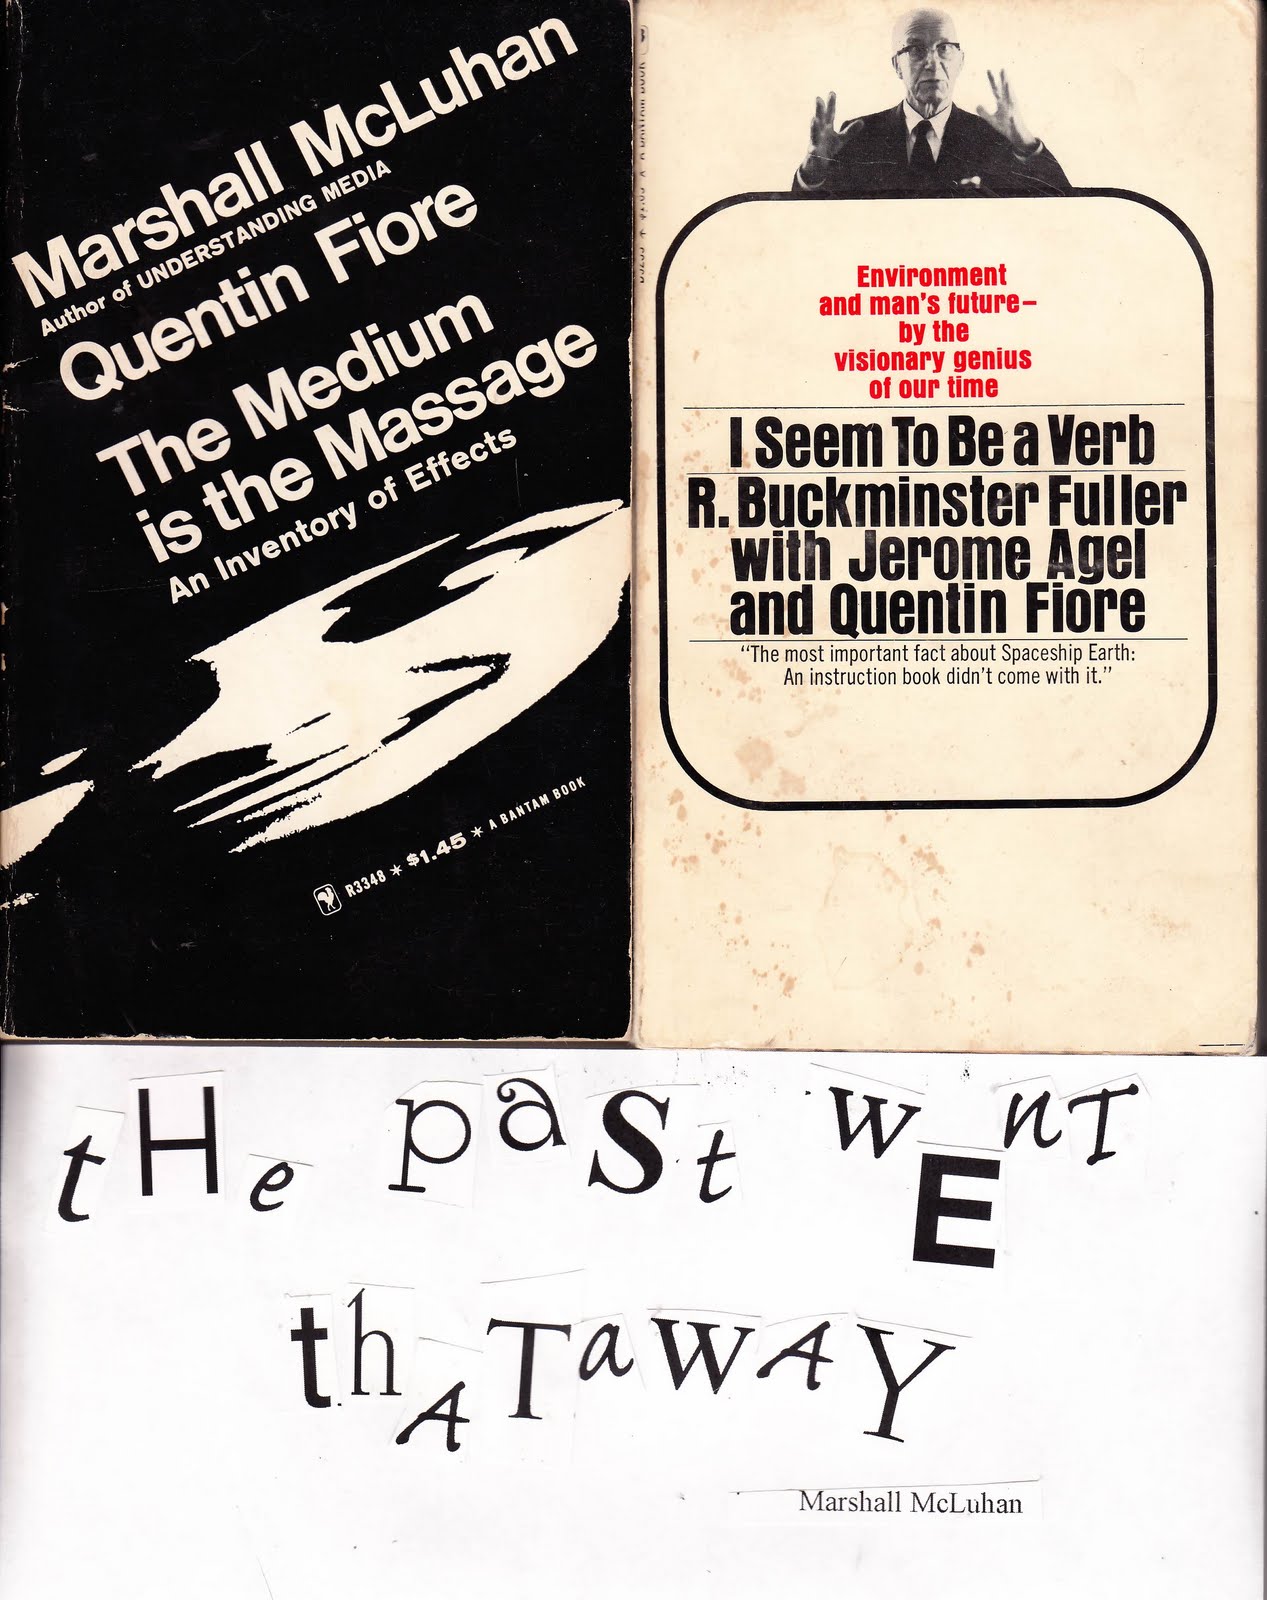 Marshall McLuhan
Author of UNDERSTANDING MEDIA
Quentin Fiore
The Medium
is the Massage
An Inventory of Effects
R3348 * $1.45 * A BANTAM BOOK
Environment
and man's future–
by the
visionary genius
of our time
I Seem To Be a Verb
R. Buckminster Fuller
with Jerome Agel
and Quentin Fiore
"The most important fact about Spaceship Earth:
An instruction book didn't come with it."
tHe paSt wEnT
thATaWAY
Marshall McLuhan